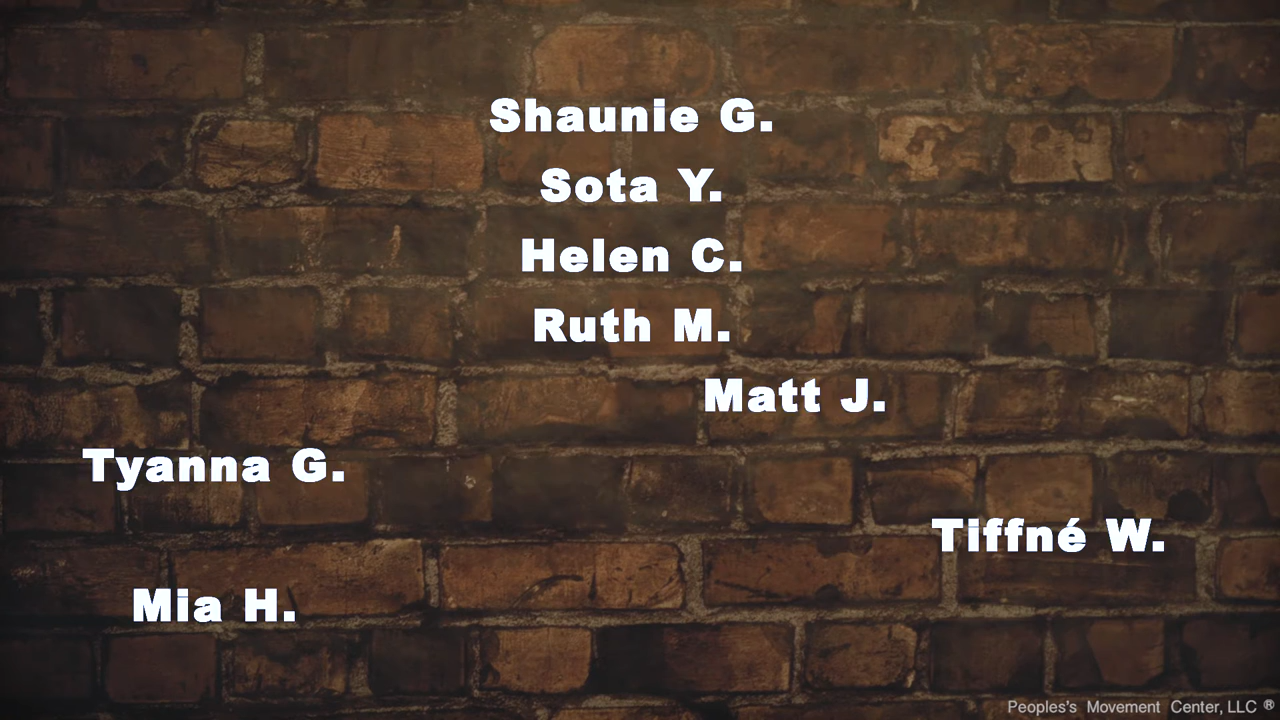 Shaunie G.
Sota Y.
Helen C.
Ruth M.
Matt J.
Tyanna G.
Tiffné W.
Mia H.
Peoples's Movement Center, LLC ®